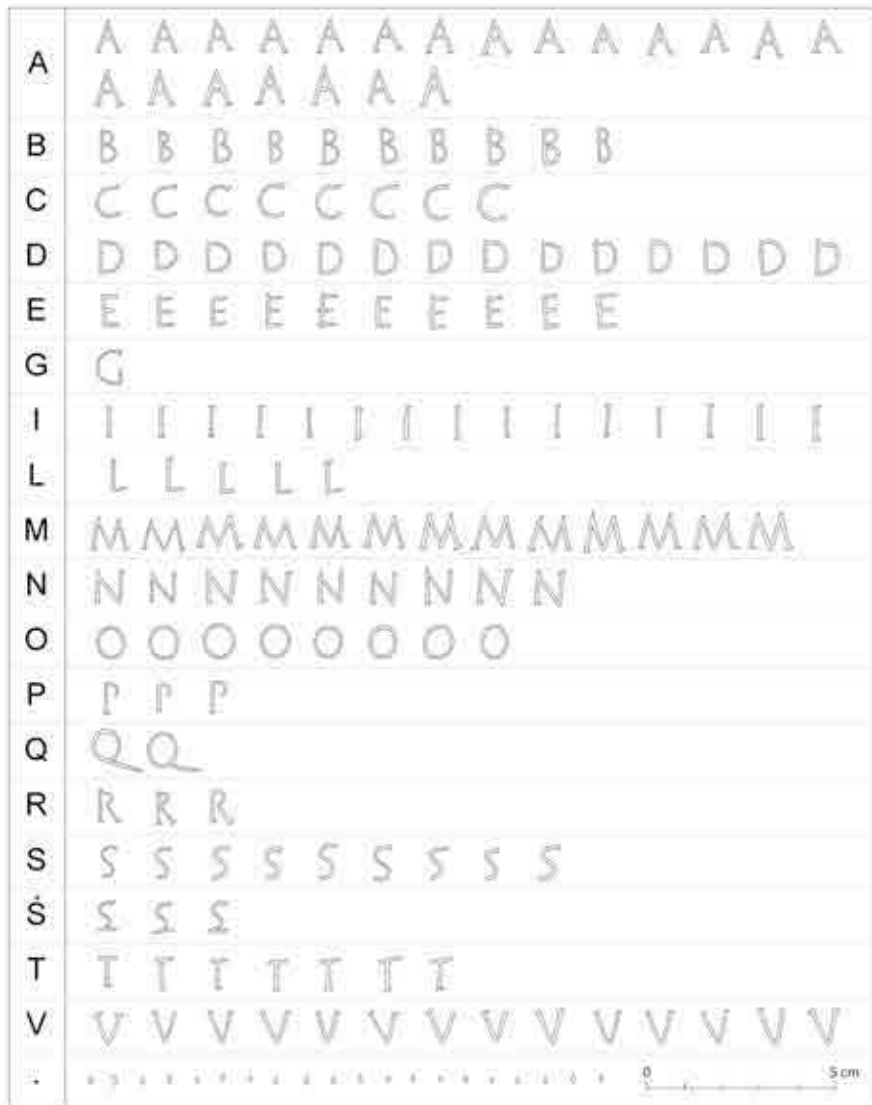 A A A A A A A A A A A A A A A
A A A A A A A
B B B B B B B B B B B
C C C C C C C C C
D D D D D D D D D D D D D D D
E E E E E E E E E E E
G G
I I I I I I I I I I I I I I I I
L L L L L L
M M M M M M M M M M M M M M
N N N N N N N N N N
O O O O O O O O O
P P P P
Q Q Q
R R R R
S S S S S S S S S S
Ṡ Ṡ Ṡ Ṡ
T T T T T T T T
V V V V V V V V V V V V V V V
· 0 5 cm